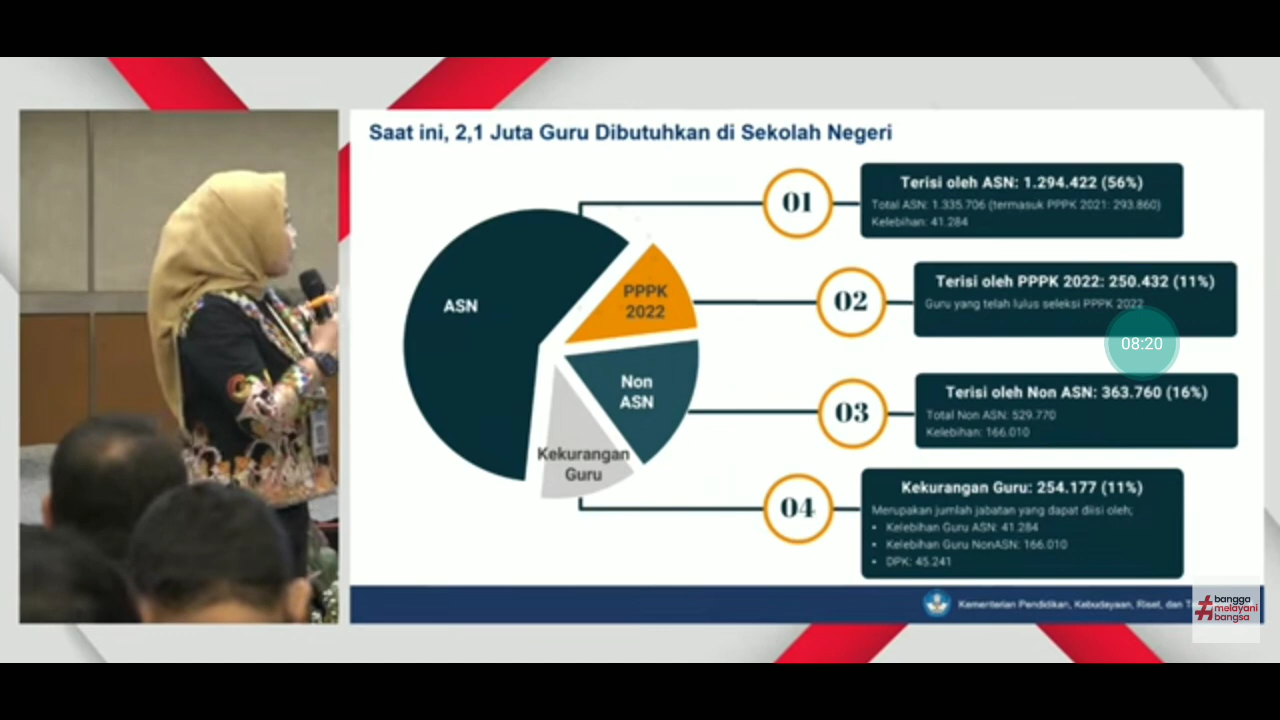 Saat ini, 2,1 Juta Guru Dibutuhkan di Sekolah Negeri
ASN
PPPK
2022
Non
ASN
Kekurangan
Guru
01
Terisi oleh ASN: 1.294.422 (56%)
Total ASN: 1.335.706 (termasuk PPPK 2021: 293.860)
Kelebihan: 41.284
02
Terisi oleh PPPK 2022: 250.432 (11%)
Guru yang telah lulus seleksi PPPK 2022
08:20
03
Terisi oleh Non ASN: 363.760 (16%)
Total Non ASN: 529.770
Kelebihan: 166.010
04
Kekurangan Guru: 254.177 (11%)
Merupakan jumlah jabatan yang dapat diisi oleh;
• Kelebihan Guru ASN: 41.284
• Kelebihan Guru NonASN: 166.010
• DPK: 45.241
Kementerian Pendidikan, Kebudayaan, Riset, dan
#bangga
melayani
bangsa